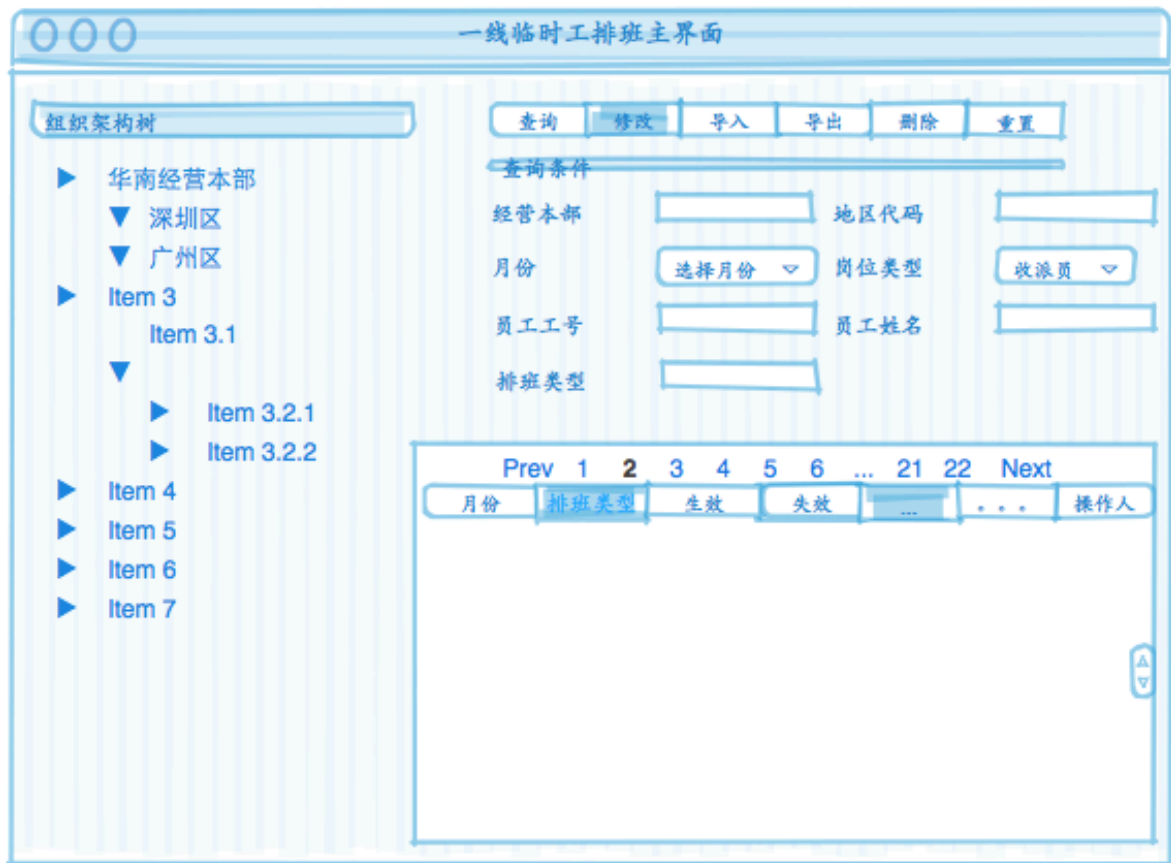 一线临时工排班主界面
组织架构树
华南经营本部
深圳区
广州区
Item 3
Item 3.1
Item 3.2.1
Item 3.2.2
Item 4
Item 5
Item 6
Item 7
查询 修改 导入 导出 删除 重置
查询条件
经营本部 地区代码
月份 选择月份 岗位类型 收派员
员工工号 员工姓名
排班类型
Prev 1 2 3 4 5 6 ... 21 22 Next
月份 排班类型 生效 失效 ... 。。。 操作人